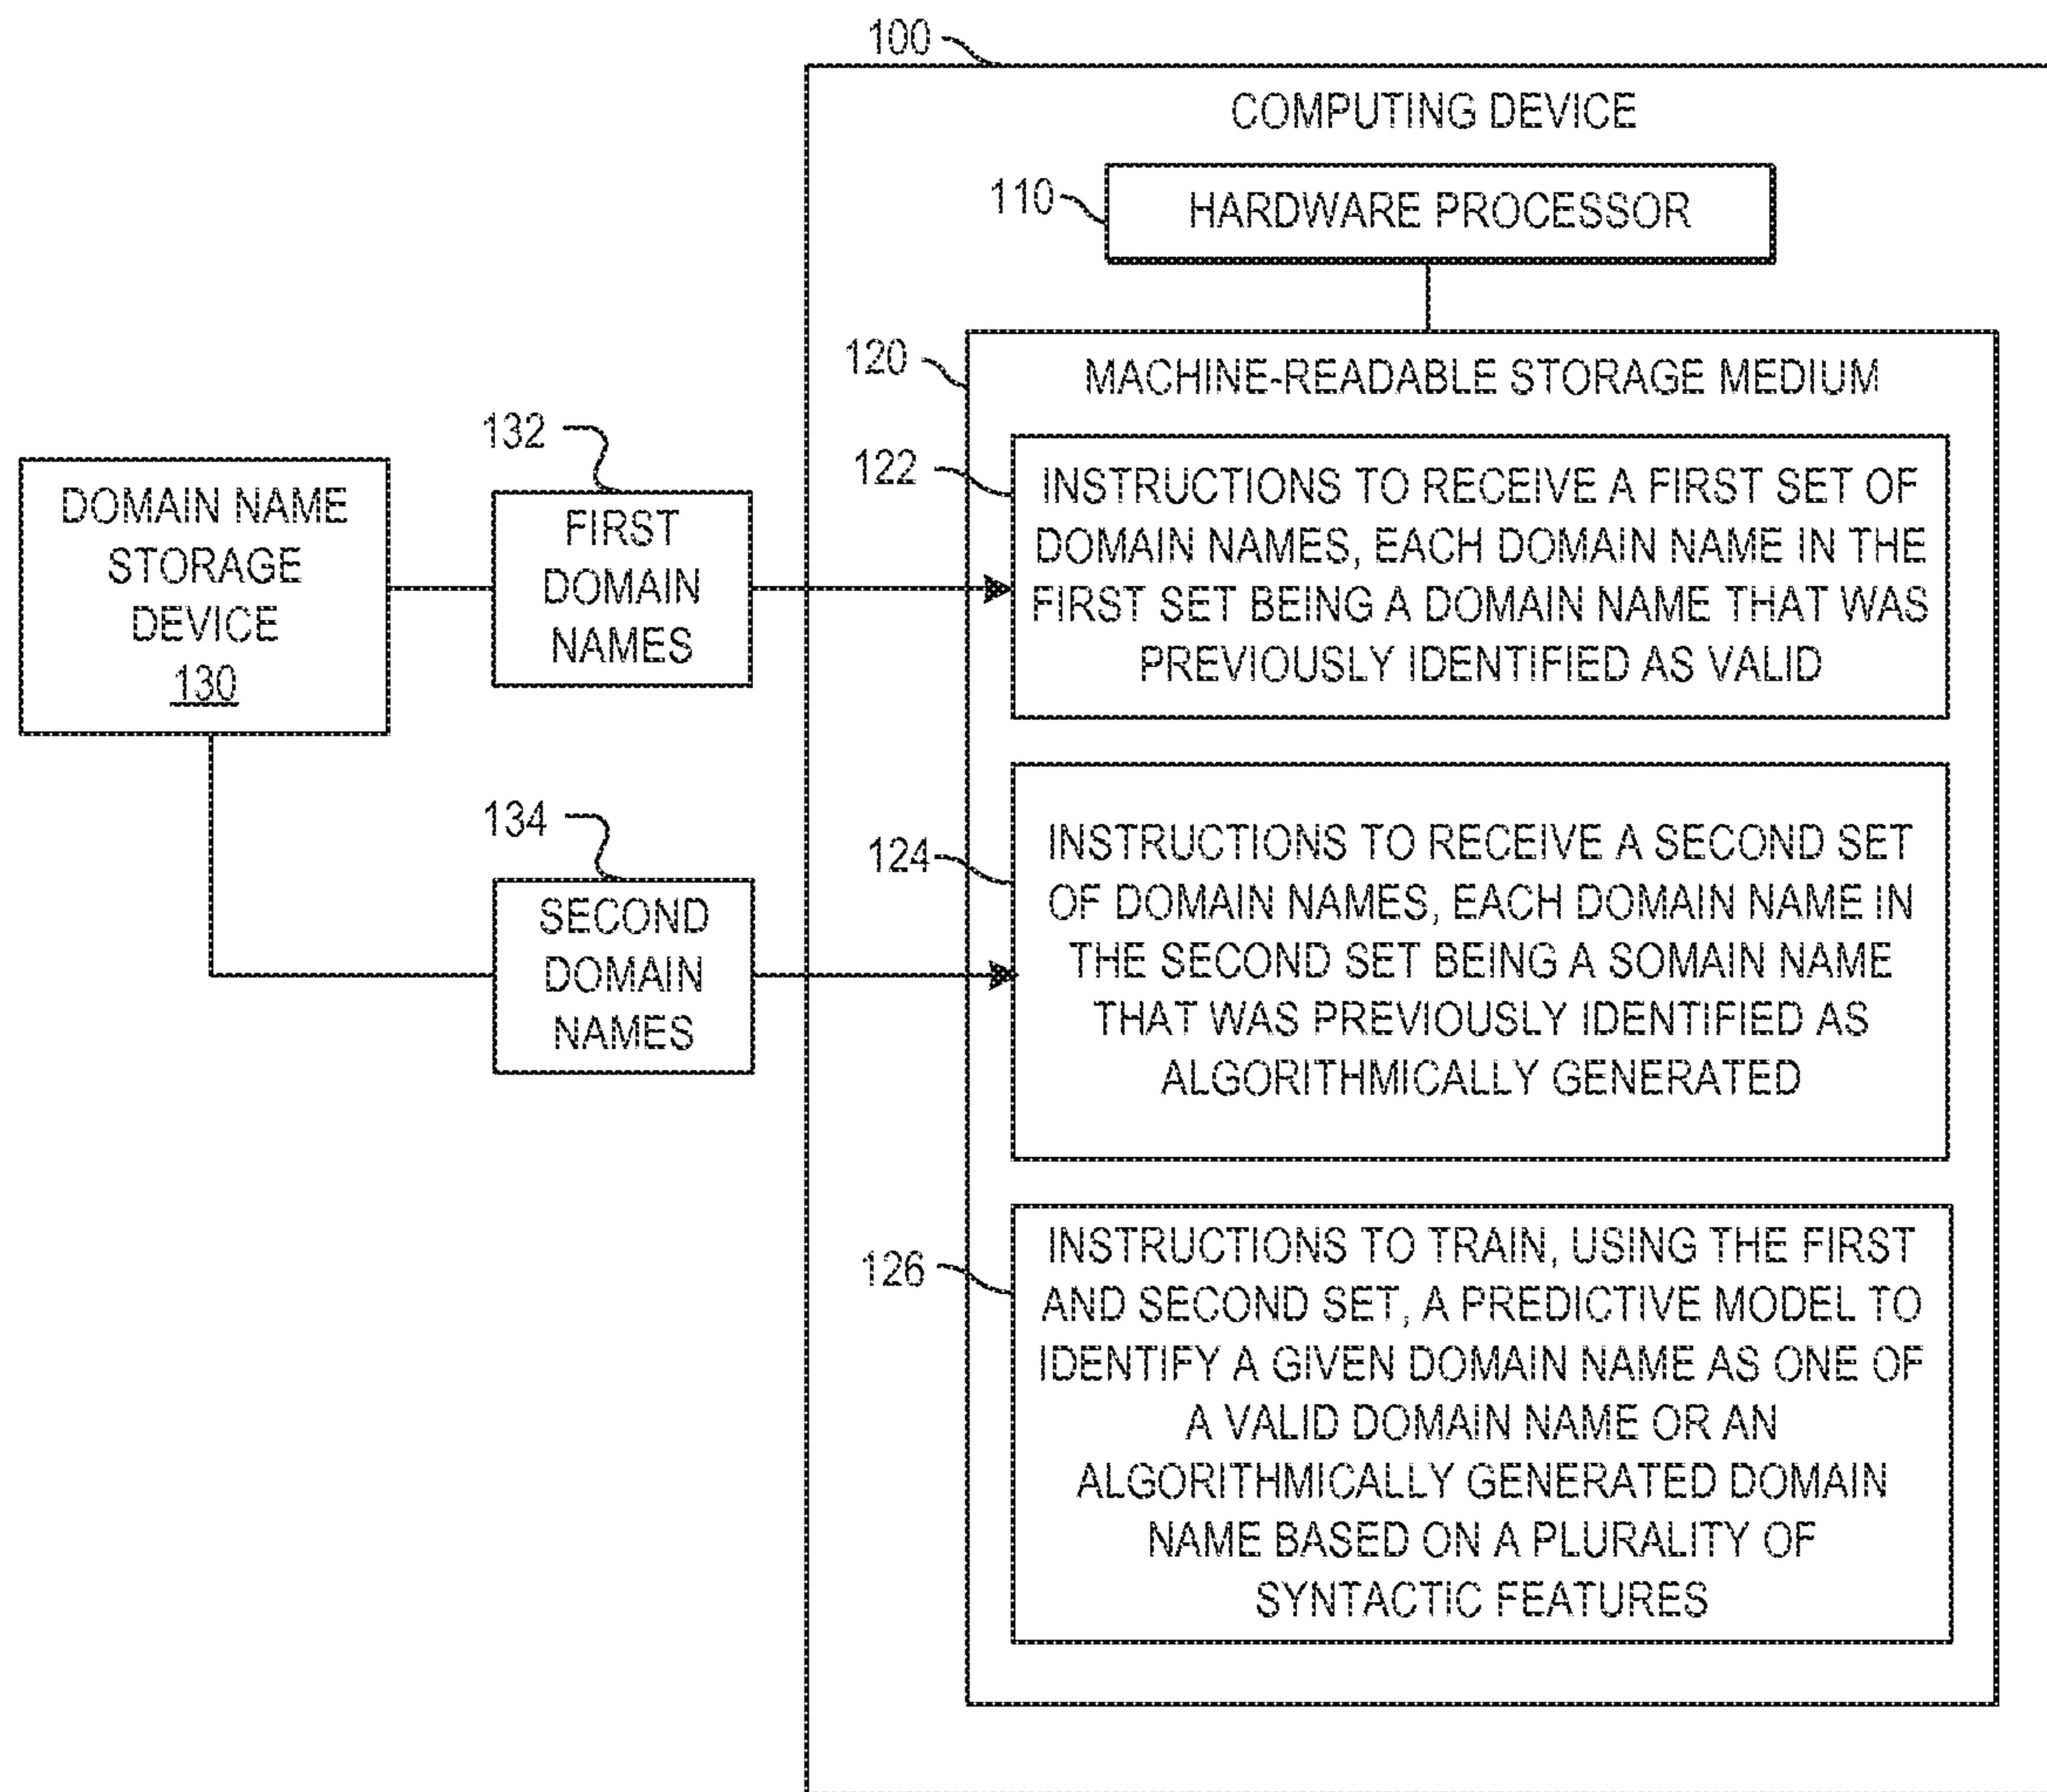 100
COMPUTING DEVICE
110
HARDWARE PROCESSOR
120
MACHINE-READABLE STORAGE MEDIUM
132
122
DOMAIN NAME
STORAGE
DEVICE
130
FIRST
DOMAIN
NAMES
INSTRUCTIONS TO RECEIVE A FIRST SET OF
DOMAIN NAMES, EACH DOMAIN NAME IN THE
FIRST SET BEING A DOMAIN NAME THAT WAS
PREVIOUSLY IDENTIFIED AS VALID
134
124
SECOND
DOMAIN
NAMES
INSTRUCTIONS TO RECEIVE A SECOND SET
OF DOMAIN NAMES, EACH DOMAIN NAME IN
THE SECOND SET BEING A SOMAIN NAME
THAT WAS PREVIOUSLY IDENTIFIED AS
ALGORITHMICALLY GENERATED
126
INSTRUCTIONS TO TRAIN, USING THE FIRST
AND SECOND SET, A PREDICTIVE MODEL TO
IDENTIFY A GIVEN DOMAIN NAME AS ONE OF
A VALID DOMAIN NAME OR AN
ALGORITHMICALLY GENERATED DOMAIN
NAME BASED ON A PLURALITY OF
SYNTACTIC FEATURES